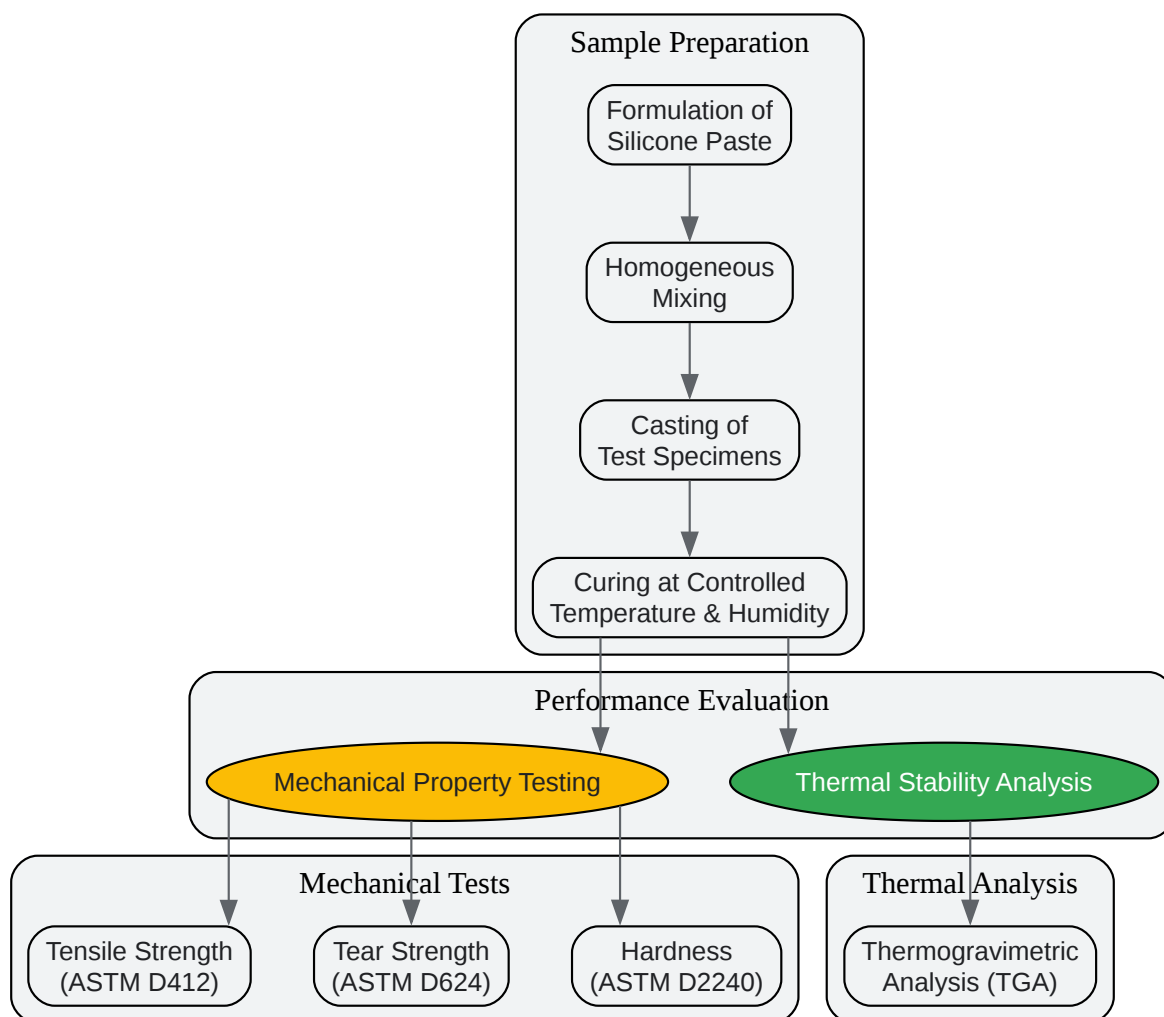 Sample Preparation
Formulation of
Silicone Paste
Homogeneous
Mixing
Casting of
Test Specimens
Curing at Controlled
Temperature & Humidity
Performance Evaluation
Mechanical Property Testing
Thermal Stability Analysis
Mechanical Tests
Tensile Strength
(ASTM D412)
Tear Strength
(ASTM D624)
Hardness
(ASTM D2240)
Thermal Analysis
Thermogravimetric
Analysis (TGA)